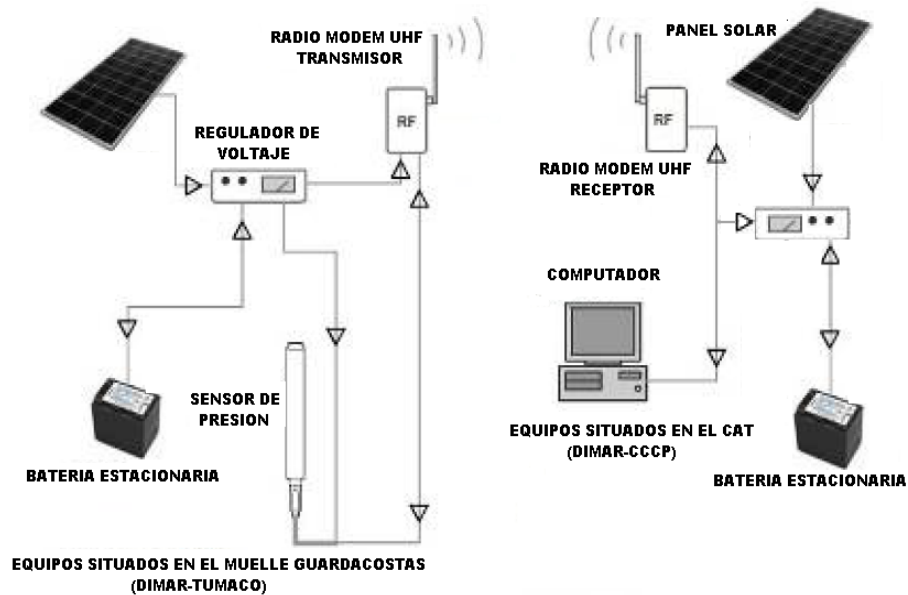 RADIO MODEM UHF
TRANSMISOR
RF
REGULADOR DE
VOLTAJE
SENSOR DE
PRESION
BATERIA ESTACIONARIA
EQUIPOS SITUADOS EN EL MUELLE GUARDACOSTAS
(DIMAR-TUMACO)
PANEL SOLAR
RF
RADIO MODEM UHF
RECEPTOR
COMPUTADOR
EQUIPOS SITUADOS EN EL CAT
(DIMAR-CCCP)
BATERIA ESTACIONARIA